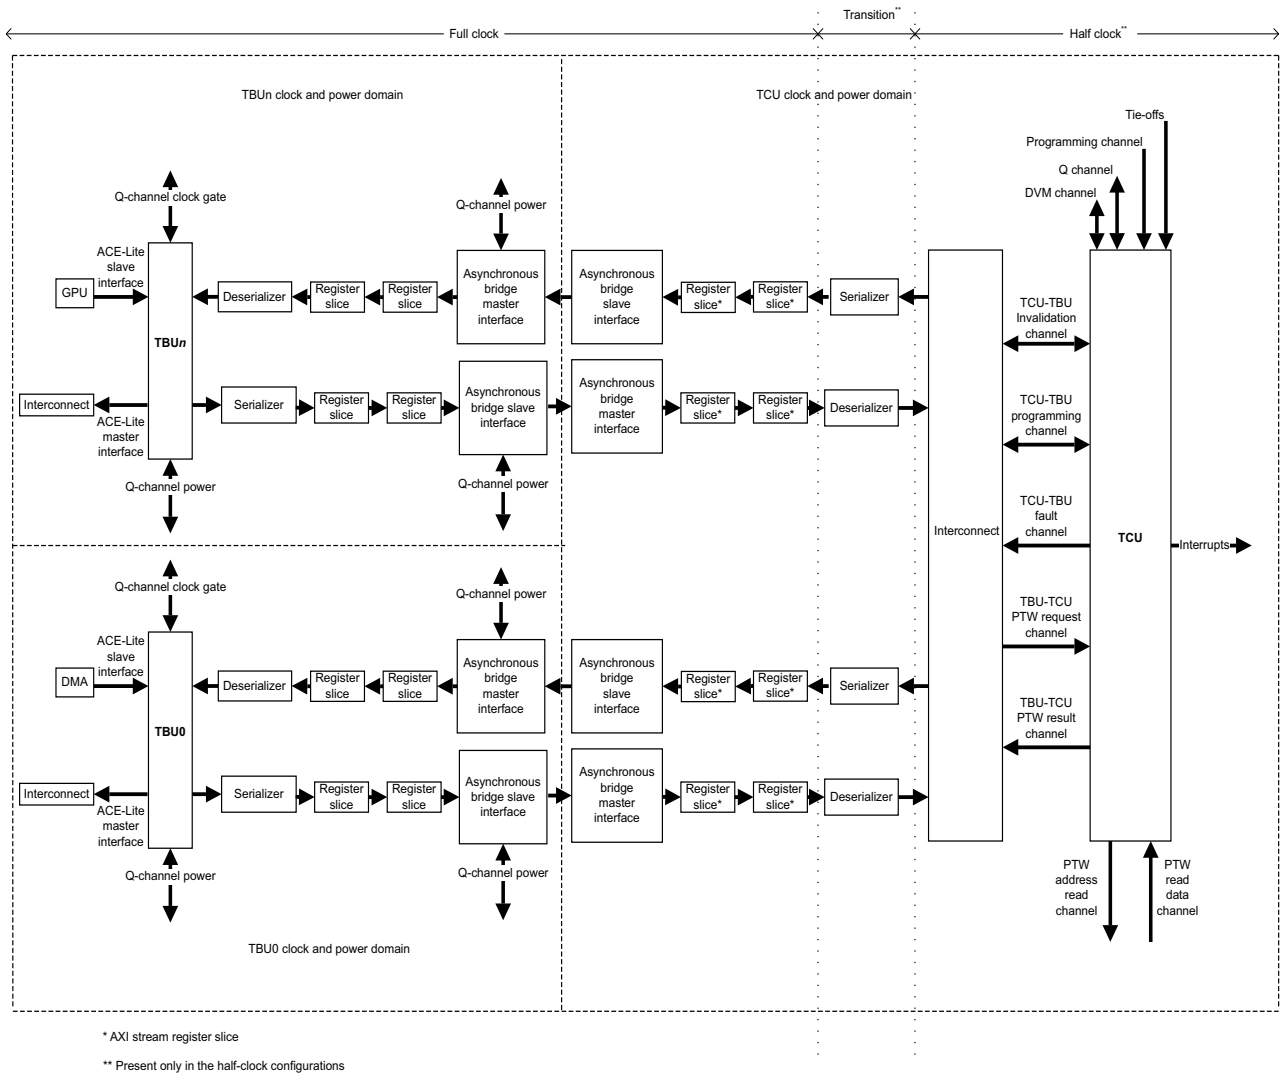 Transition**
Full clock
Half clock**
TBUn clock and power domain
TCU clock and power domain
Tie-offs
Programming channel
Q channel
DVM channel
Q-channel clock gate
Q-channel power
ACE-Lite
slave
interface
GPU
TBUn
Deserializer
Register
slice
Register
slice
Asynchronous
bridge
master
interface
Asynchronous
bridge
slave
interface
Register
slice*
Register
slice*
Serializer
TCU-TBU
Invalidation
channel
Interconnect
ACE-Lite
master
interface
Serializer
Register
slice
Register
slice
Asynchronous
bridge slave
interface
Asynchronous
bridge
master
interface
Register
slice*
Register
slice*
Deserializer
TCU-TBU
programming
channel
Q-channel power
Q-channel power
Interconnect
TCU-TBU
fault
channel
TCU
Interrupts
Q-channel clock gate
Q-channel power
TBU-TCU
PTW request
channel
ACE-Lite
slave
interface
DMA
TBU0
Deserializer
Register
slice
Register
slice
Asynchronous
bridge
master
interface
Asynchronous
bridge
slave
interface
Register
slice*
Register
slice*
Serializer
TBU-TCU
PTW result
channel
Interconnect
ACE-Lite
master
interface
Serializer
Register
slice
Register
slice
Asynchronous
bridge slave
interface
Asynchronous
bridge
master
interface
Register
slice*
Register
slice*
Deserializer
Q-channel power
Q-channel power
PTW
address
read
channel
PTW
read
data
channel
TBU0 clock and power domain
* AXI stream register slice
** Present only in the half-clock configurations